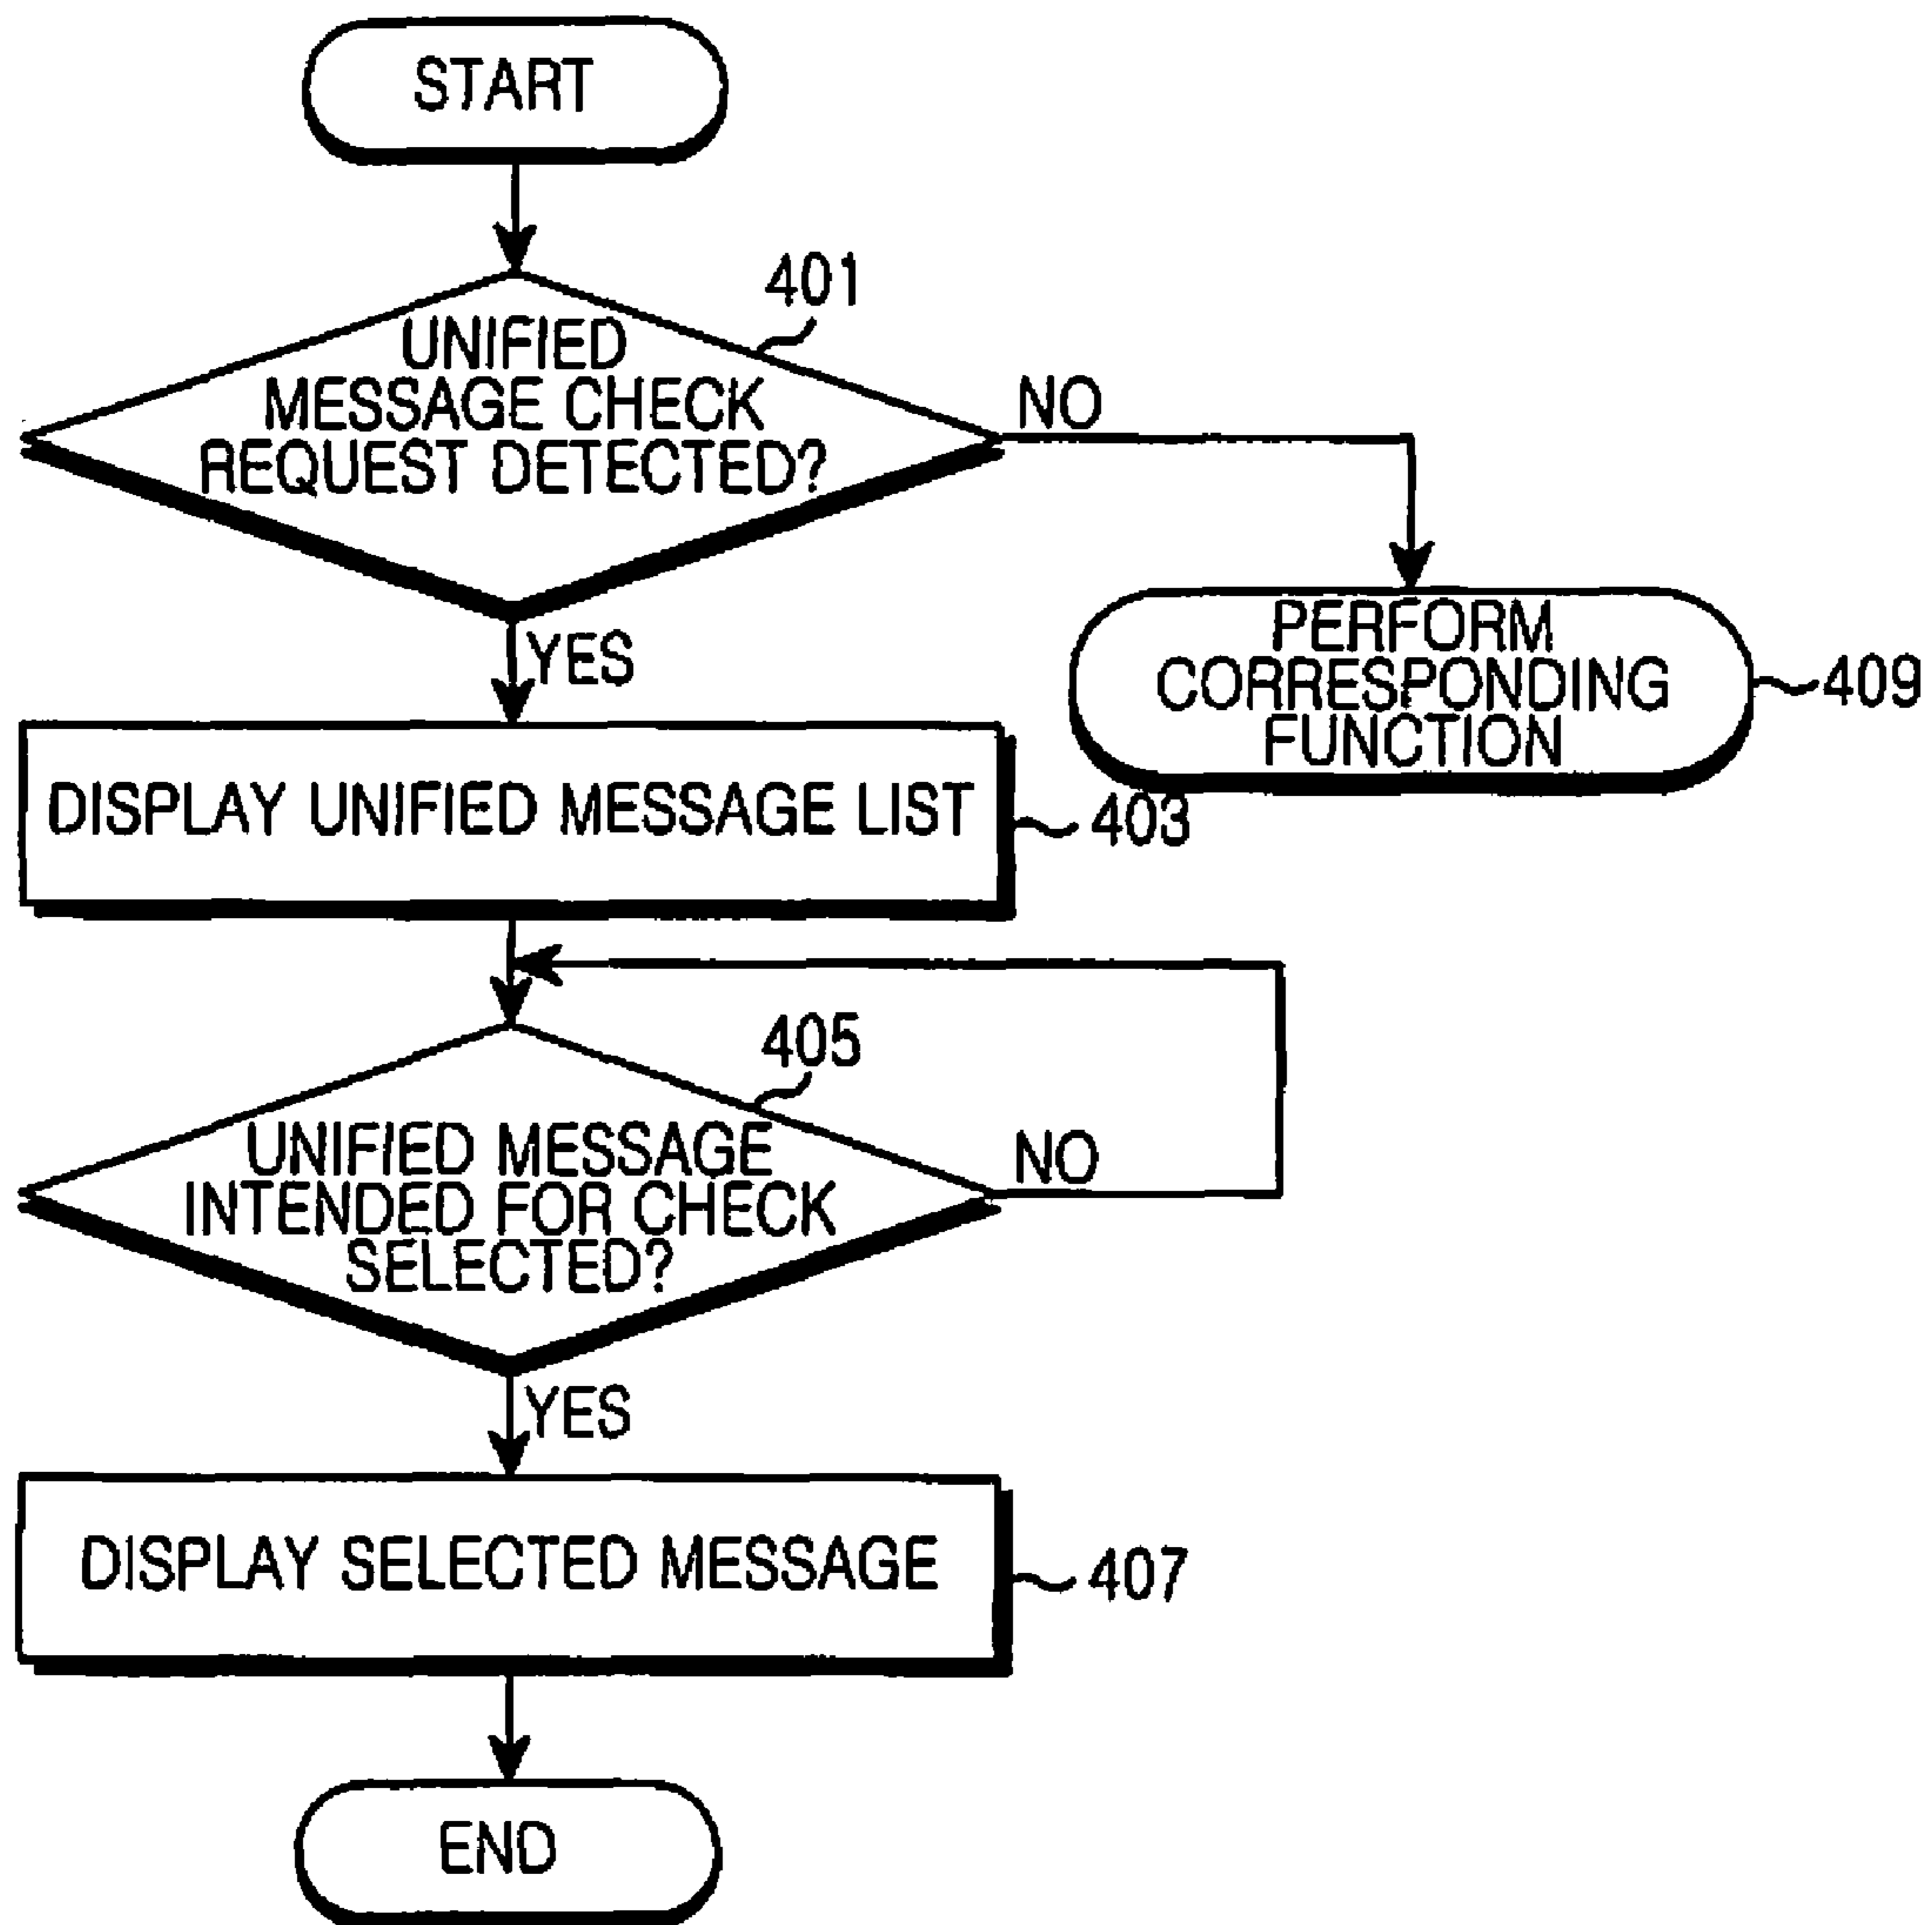 START
401
UNIFIED
MESSAGE CHECK
REQUEST DETECTED?
NO
YES
PERFORM
CORRESPONDING
FUNCTION
409
DISPLAY UNIFIED MESSAGE LIST
403
405
UNIFIED MESSAGE
INTENDED FOR CHECK
SELECTED?
NO
YES
DISPLAY SELECTED MESSAGE
407
END